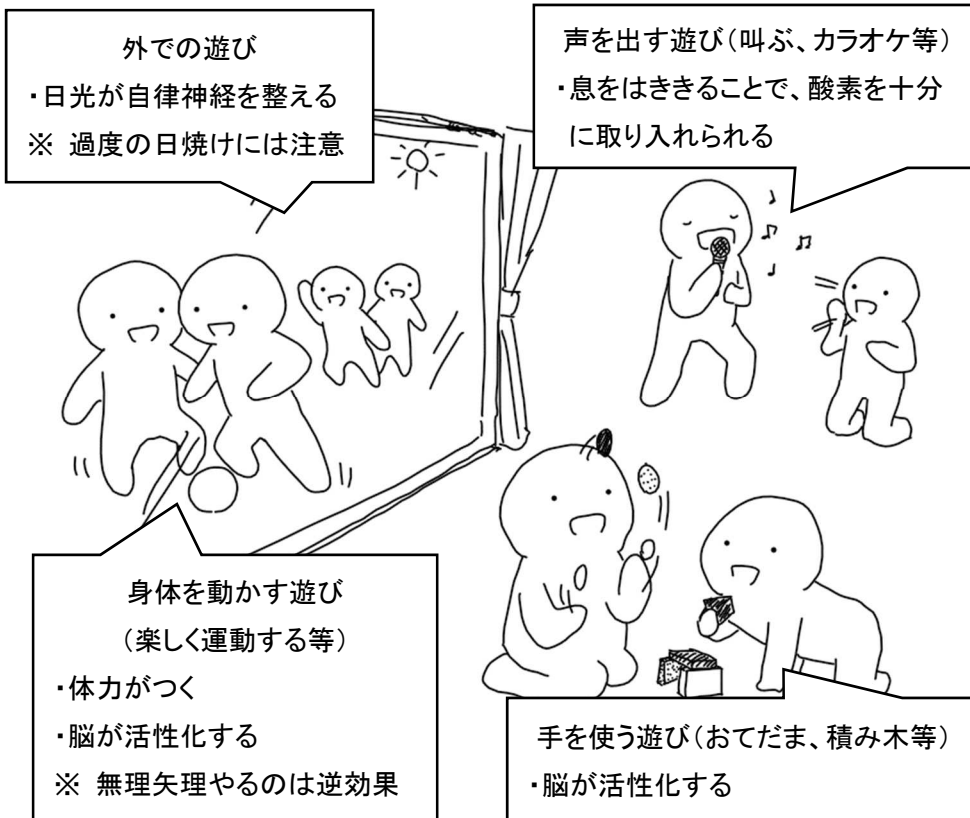 外での遊び
・日光が自律神経を整える
※ 過度の日焼けには注意
声を出す遊び(叫ぶ、カラオケ等)
・息をはききることで、酸素を十分
に取り入れられる
身体を動かす遊び
(楽しく運動する等)
・体力がつく
・脳が活性化する
※ 無理矢理やるのは逆効果
手を使う遊び(おてだま、積み木等)
・脳が活性化する